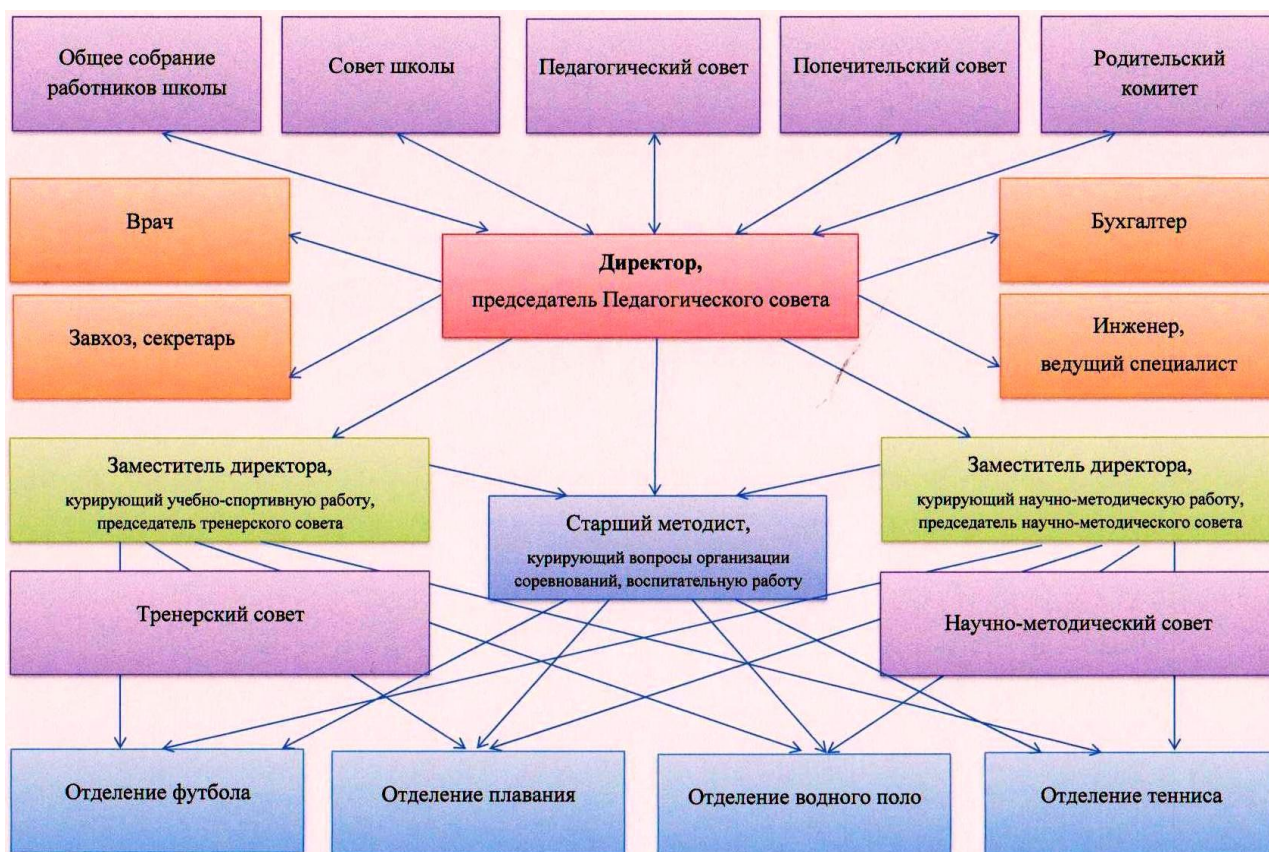 Общее собрание
работников школы
Совет школы
Педагогический совет
Попечительский совет
Родительский
комитет
Врач
Бухгалтер
Директор,
председатель Педагогического совета
Завхоз, секретарь
Инженер,
ведущий специалист
Заместитель директора,
курирующий учебно-спортивную работу,
председатель тренерского совета
Старший методист,
курирующий вопросы организации
соревнований, воспитательную работу
Заместитель директора,
курирующий научно-методическую работу,
председатель научно-методического совета
Тренерский совет
Научно-методический совет
Отделение футбола
Отделение плавания
Отделение водного поло
Отделение тенниса